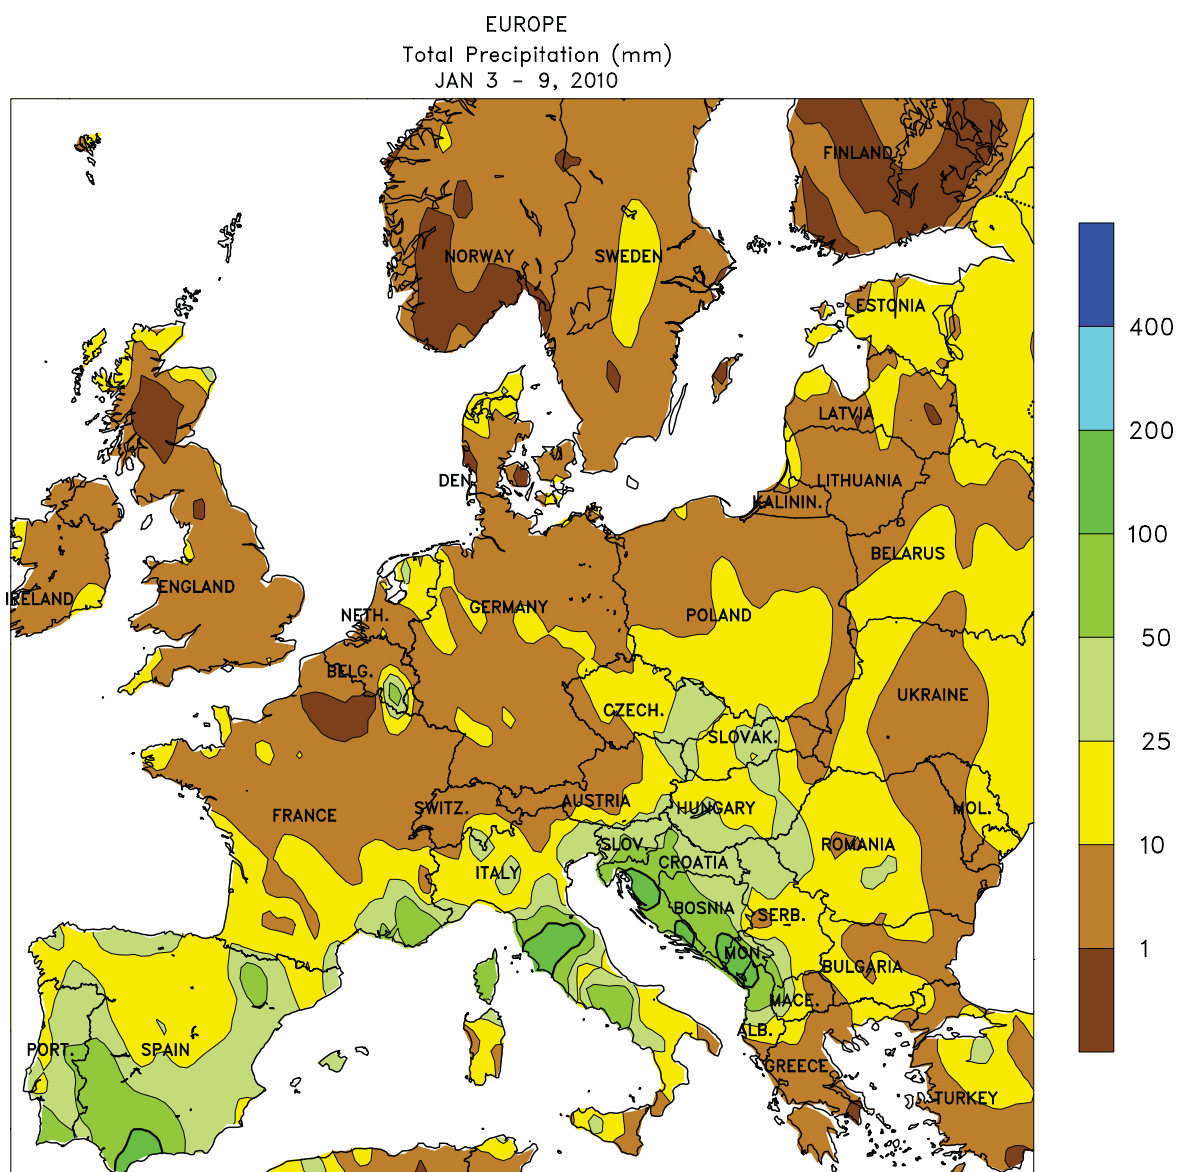 EUROPE
Total Precipitation (mm)
JAN 3 - 9, 2010
FINLAND
NORWAY
SWEDEN
ESTONIA
400
LATVIA
200
DEN.
LITHUANIA
KALININ.
100
BELARUS
ENGLAND
IRELAND
NETH.
GERMANY
POLAND
50
BELG.
UKRAINE
CZECH.
SLOVAK.
25
FRANCE
SWITZ.
AUSTRIA
HUNGARY
MOL.
SLOV.
ROMANIA
10
CROATIA
ITALY
BOSNIA
SERB.
MON.
1
BULGARIA
MACE.
ALB.
PORT.
SPAIN
GREECE
TURKEY